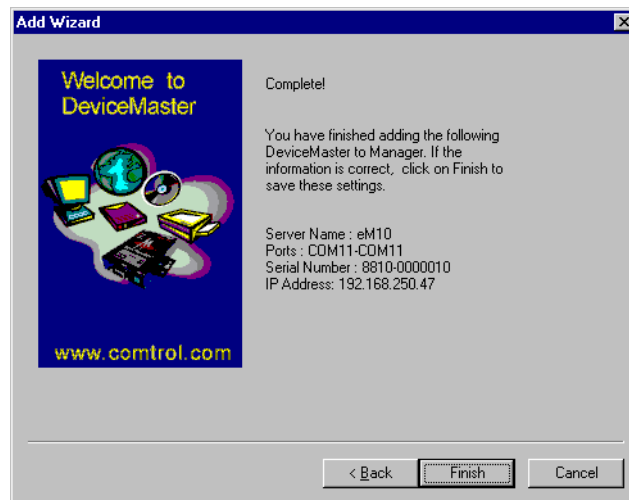 Add Wizard
Welcome to
DeviceMaster
www.comtrol.com
Complete!
You have finished adding the following
DeviceMaster to Manager. If the
information is correct, click on Finish to
save these settings.
Server Name : eM10
Ports : COM11-COM11
Serial Number : 8810-0000010
IP Address: 192.168.250.47
< Back
Finish
Cancel